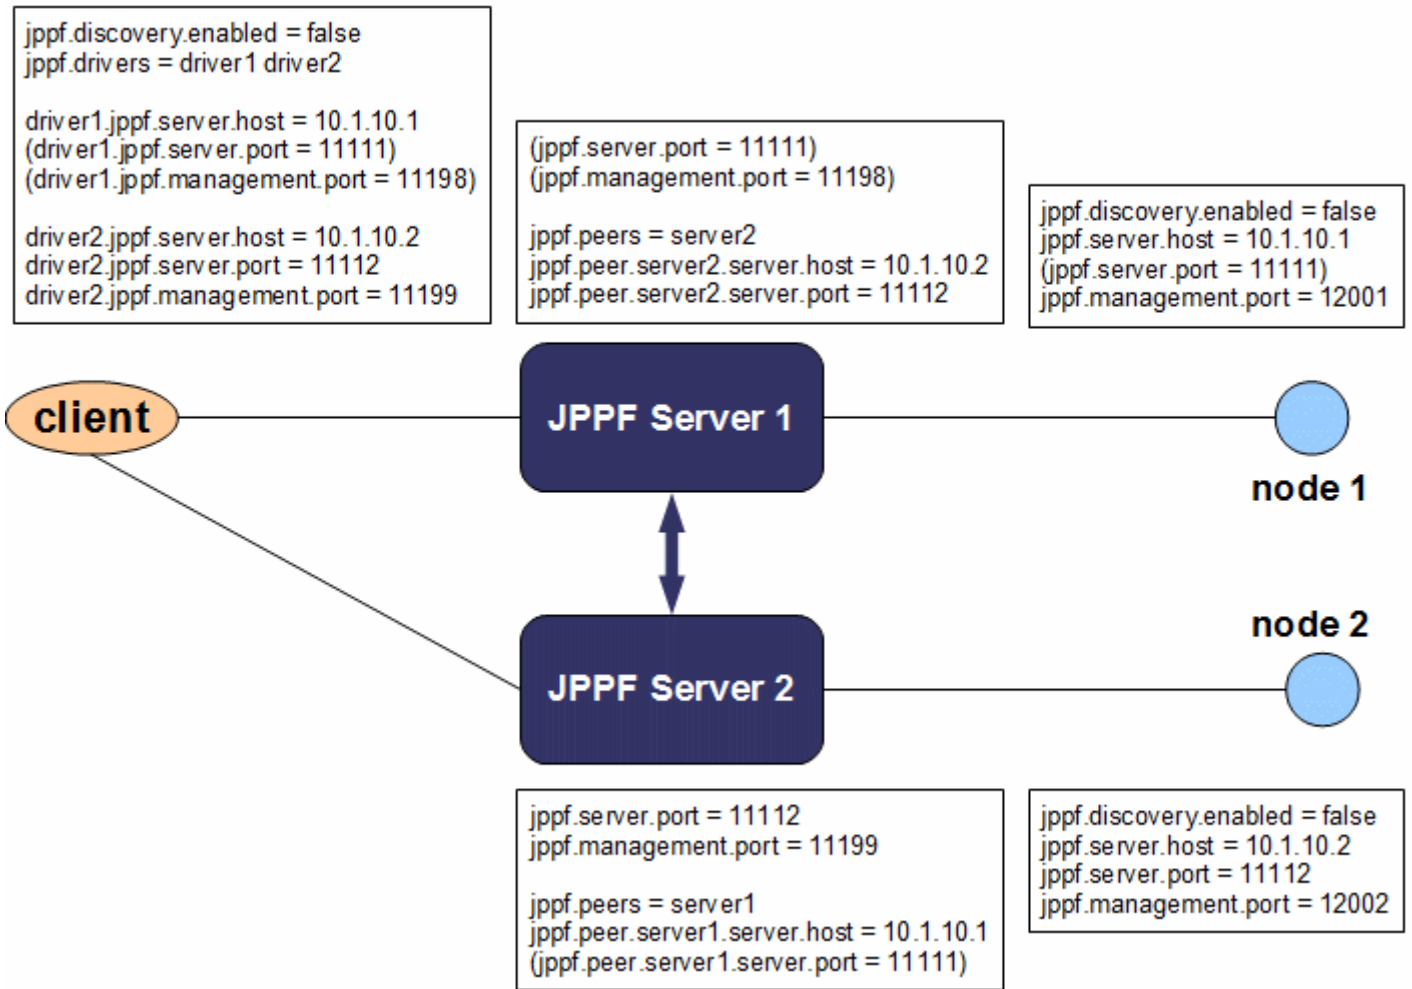 jppf.discovery.enabled = false
jppf.drivers = driver1 driver2
driver1.jppf.server.host = 10.1.10.1
(driver1.jppf.server.port = 11111)
(driver1.jppf.management.port = 11198)
driver2.jppf.server.host = 10.1.10.2
driver2.jppf.server.port = 11112
driver2.jppf.management.port = 11199
(jppf.server.port = 11111)
(jppf.management.port = 11198)
jppf.peers = server2
jppf.peer.server2.server.host = 10.1.10.2
jppf.peer.server2.server.port = 11112
jppf.discovery.enabled = false
jppf.server.host = 10.1.10.1
(jppf.server.port = 11111)
jppf.management.port = 12001
client
JPPF Server 1
node 1
JPPF Server 2
node 2
jppf.server.port = 11112
jppf.management.port = 11199
jppf.peers = server1
jppf.peer.server1.server.host = 10.1.10.1
(jppf.peer.server1.server.port = 11111)
jppf.discovery.enabled = false
jppf.server.host = 10.1.10.2
jppf.server.port = 11112
jppf.management.port = 12002